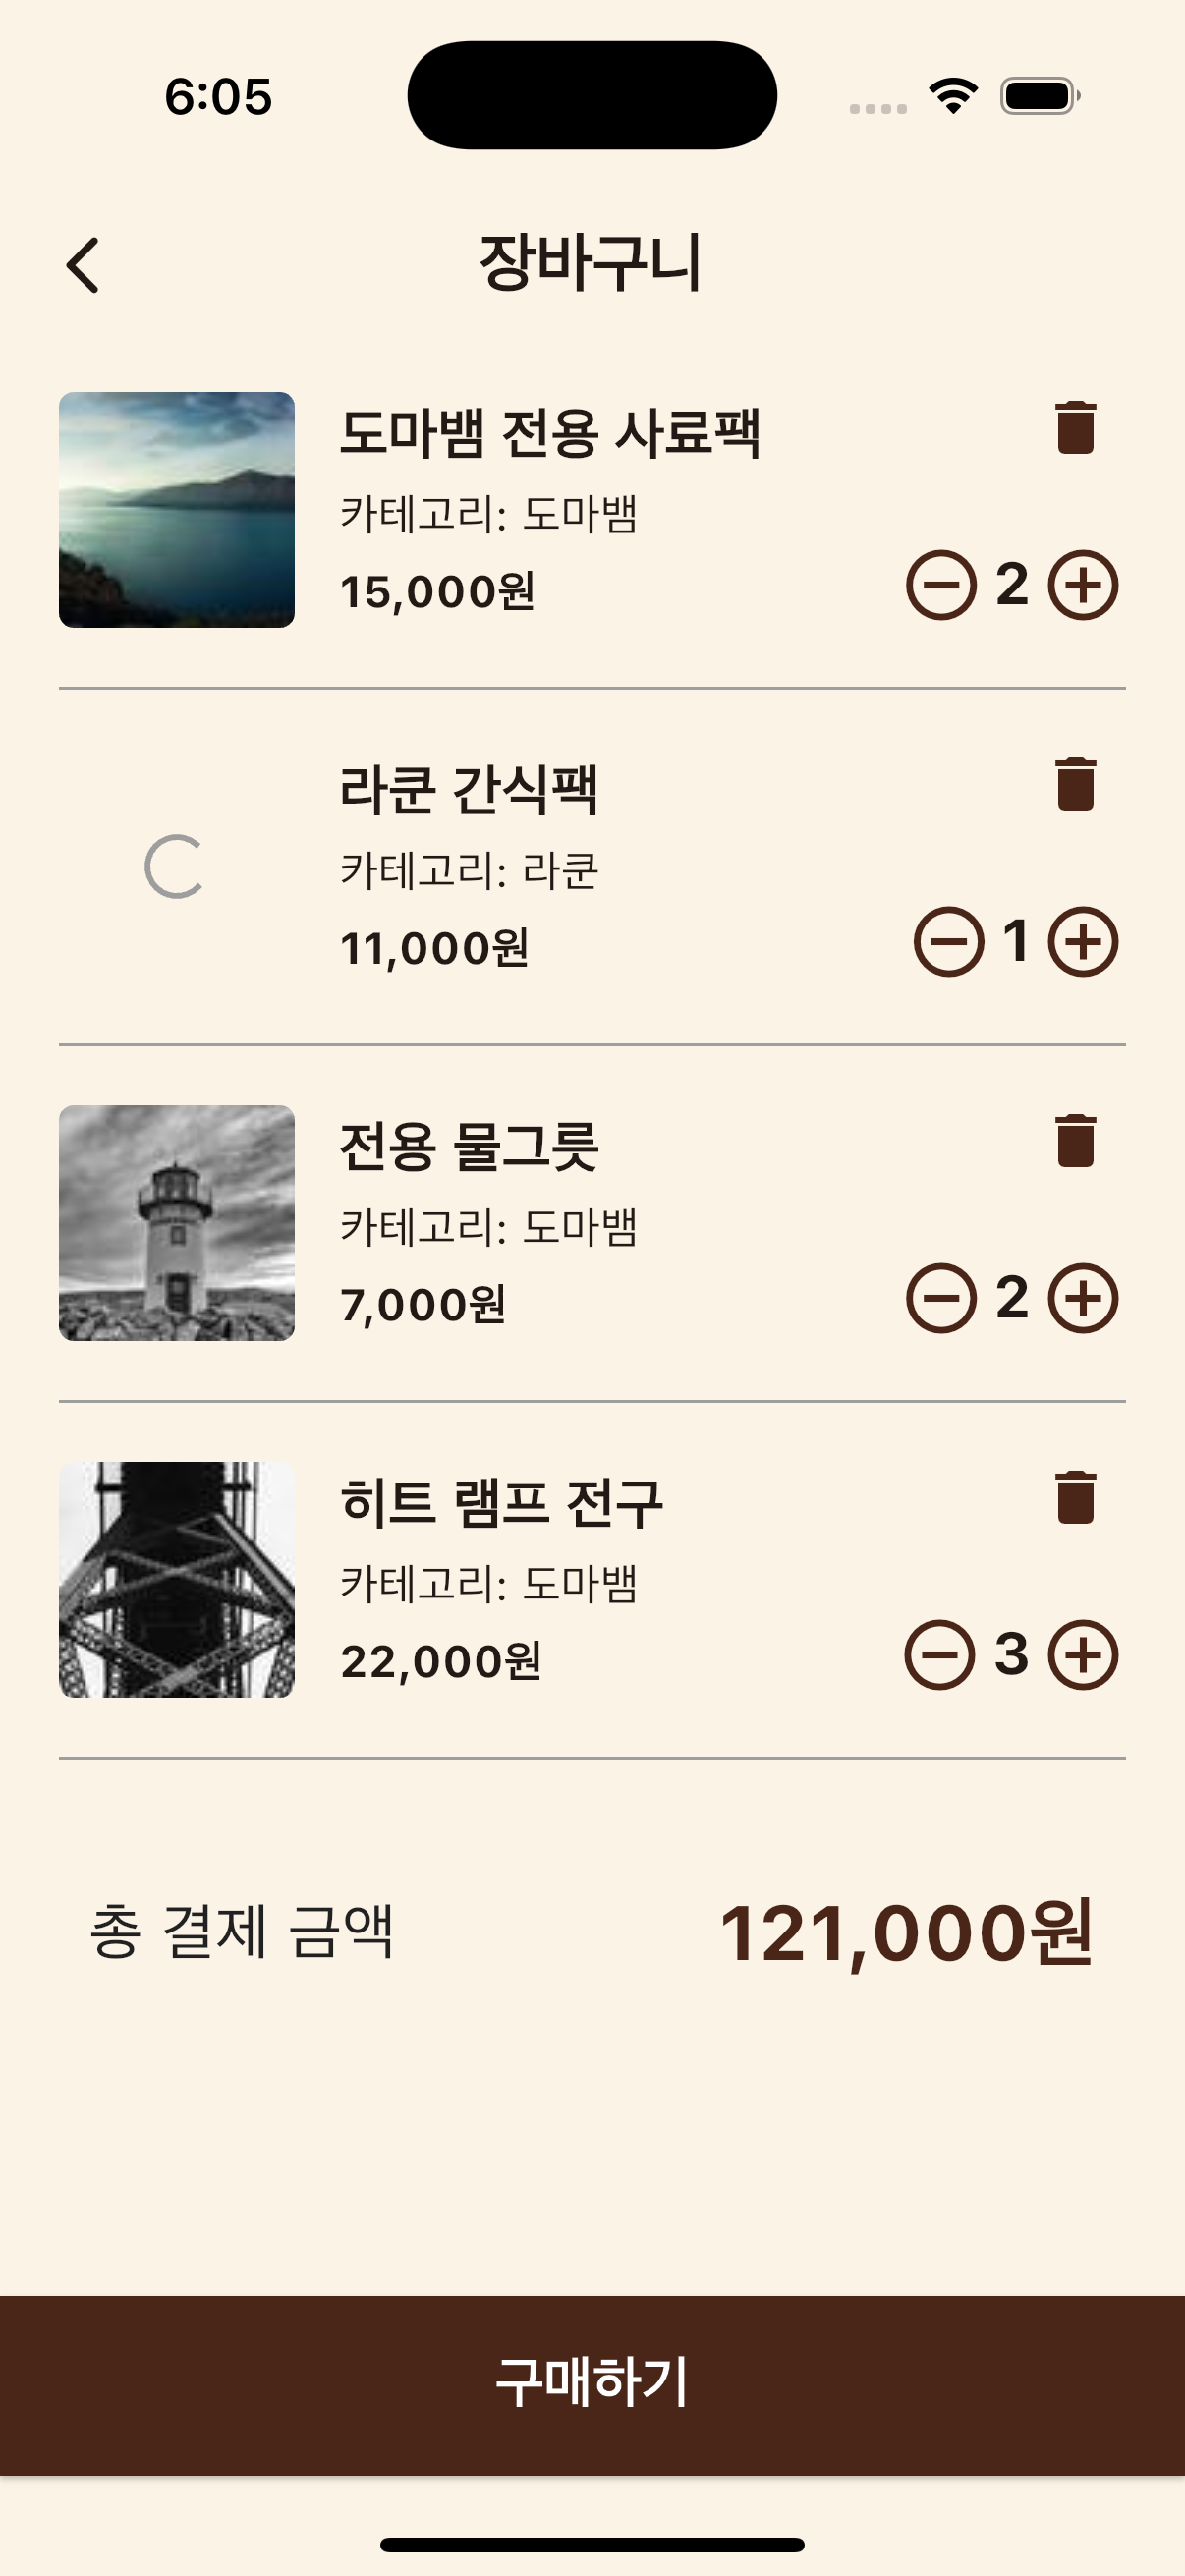 6:05
장바구니
도마뱀 전용 사료팩
카테고리: 도마뱀
15,000원
2
라쿤 간식팩
카테고리: 라쿤
11,000원
1
전용 물그릇
카테고리: 도마뱀
7,000원
2
히트 램프 전구
카테고리: 도마뱀
22,000원
3
총 결제 금액
121,000원
구매하기